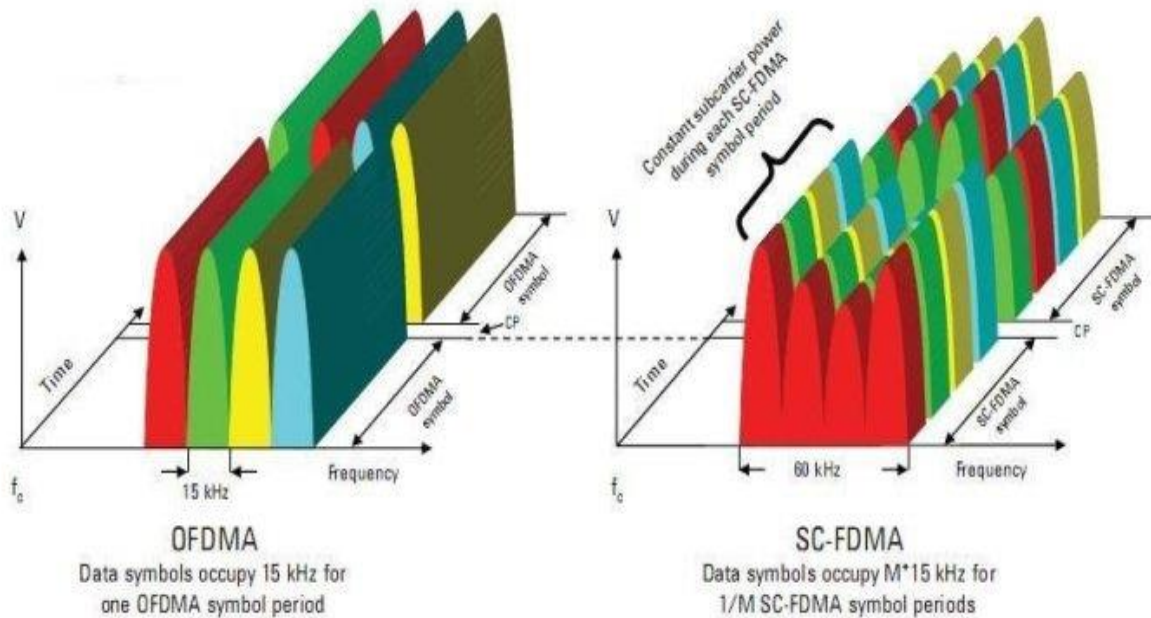 V
Time
OFDMA
symbol
CP
OFDMA
symbol
f_c
15 kHz
Frequency
OFDMA
Data symbols occupy 15 kHz for
one OFDMA symbol period
Constant subcarrier power
during each SC-FDMA
symbol period
V
Time
SC-FDMA
symbol
CP
SC-FDMA
symbol
f_c
60 kHz
Frequency
SC-FDMA
Data symbols occupy M*15 kHz for
1/M SC-FDMA symbol periods